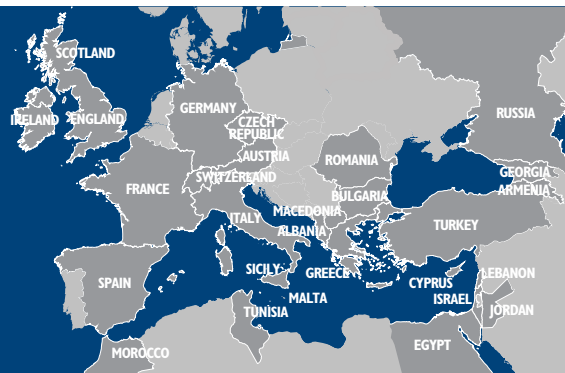 SCOTLAND
IRELAND
ENGLAND
GERMANY
RUSSIA
CZECH
REPUBLIC
AUSTRIA
ROMANIA
SWITZERLAND
GEORGIA
ARMENIA
FRANCE
BULGARIA
MACEDONIA
ITALY
ALBANIA
TURKEY
SICILY
GREECE
LEBANON
SPAIN
CYPRUS
MALTA
ISRAEL
TUNISIA
JORDAN
EGYPT
MOROCCO